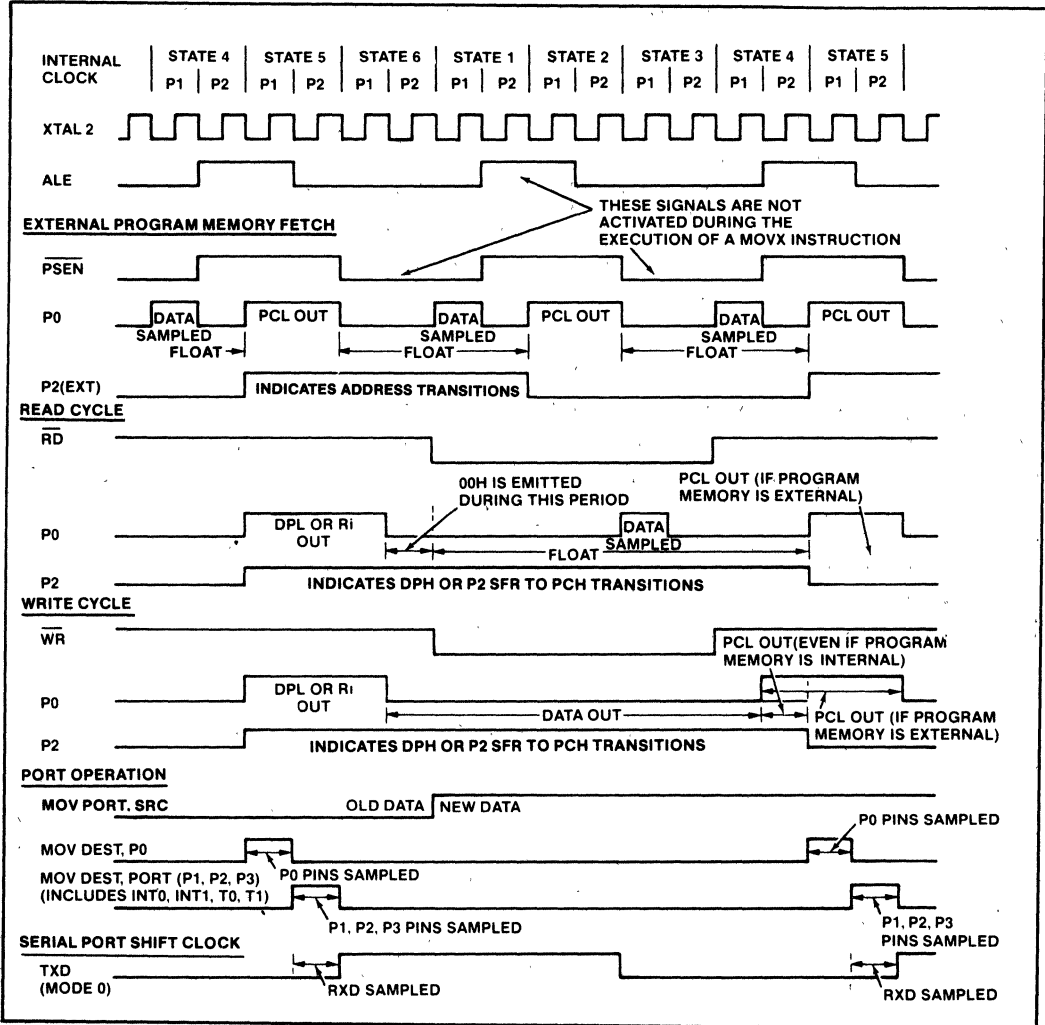 INTERNAL CLOCK
STATE 4 STATE 5 STATE 6 STATE 1 STATE 2 STATE 3 STATE 4 STATE 5
P1 P2 P1 P2 P1 P2 P1 P2 P1 P2 P1 P2 P1 P2 P1 P2
XTAL 2
ALE
THESE SIGNALS ARE NOT
ACTIVATED DURING THE
EXECUTION OF A MOVX INSTRUCTION
EXTERNAL PROGRAM MEMORY FETCH
PSEN
P0
DATA PCL OUT DATA PCL OUT DATA PCL OUT
SAMPLED SAMPLED SAMPLED
FLOAT FLOAT FLOAT
P2(EXT)
INDICATES ADDRESS TRANSITIONS
READ CYCLE
RD
00H IS EMITTED
DURING THIS PERIOD
PCL OUT (IF PROGRAM
MEMORY IS EXTERNAL)
P0
DPL OR Ri
OUT
DATA
SAMPLED
FLOAT
P2
INDICATES DPH OR P2 SFR TO PCH TRANSITIONS
WRITE CYCLE
WR
PCL OUT(EVEN IF PROGRAM
MEMORY IS INTERNAL)
P0
DPL OR Ri
OUT
DATA OUT
PCL OUT (IF PROGRAM
MEMORY IS EXTERNAL)
P2
INDICATES DPH OR P2 SFR TO PCH TRANSITIONS
PORT OPERATION
MOV PORT, SRC
OLD DATA NEW DATA
P0 PINS SAMPLED
MOV DEST, P0
P0 PINS SAMPLED
MOV DEST, PORT (P1, P2, P3)
(INCLUDES INT0, INT1, T0, T1)
P1, P2, P3 PINS SAMPLED
P1, P2, P3
PINS SAMPLED
SERIAL PORT SHIFT CLOCK
TXD
(MODE 0)
RXD SAMPLED
RXD SAMPLED